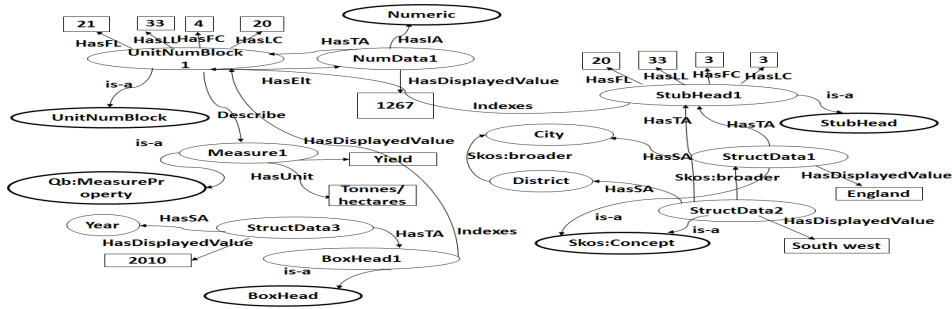 Numeric
21
33
4
20
HasFL
HasLL
HasFC
HasLC
HasTA
HasIA
UnitNumBlock
1
NumData1
HasElt
HasDisplayedValue
1267
Indexes
20
33
3
3
HasFL
HasLL
HasFC
HasLC
StubHead1
is-a
StubHead
is-a
UnitNumBlock
Describe
HasDisplayedValue
is-a
Measure1
Yield
HasUnit
Qb:MeasurePr
operty
Tonnes/
hectares
HasTA
HasTA
City
Skos:broader
HasSA
StructData1
Skos:broader
HasDisplayedValue
England
District
HasSA
StructData2
HasDisplayedValue
is-a
is-a
Skos:Concept
South west
Year
HasSA
StructData3
Indexes
HasDisplayedValue
HasTA
2010
BoxHead1
is-a
BoxHead